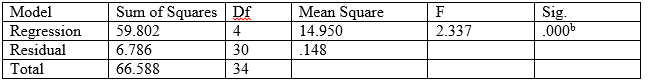 Model Sum of Squares Df Mean Square F Sig.
Regression 59.802 4 14.950 2.337 .000b
Residual 6.786 30 .148
Total 66.588 34